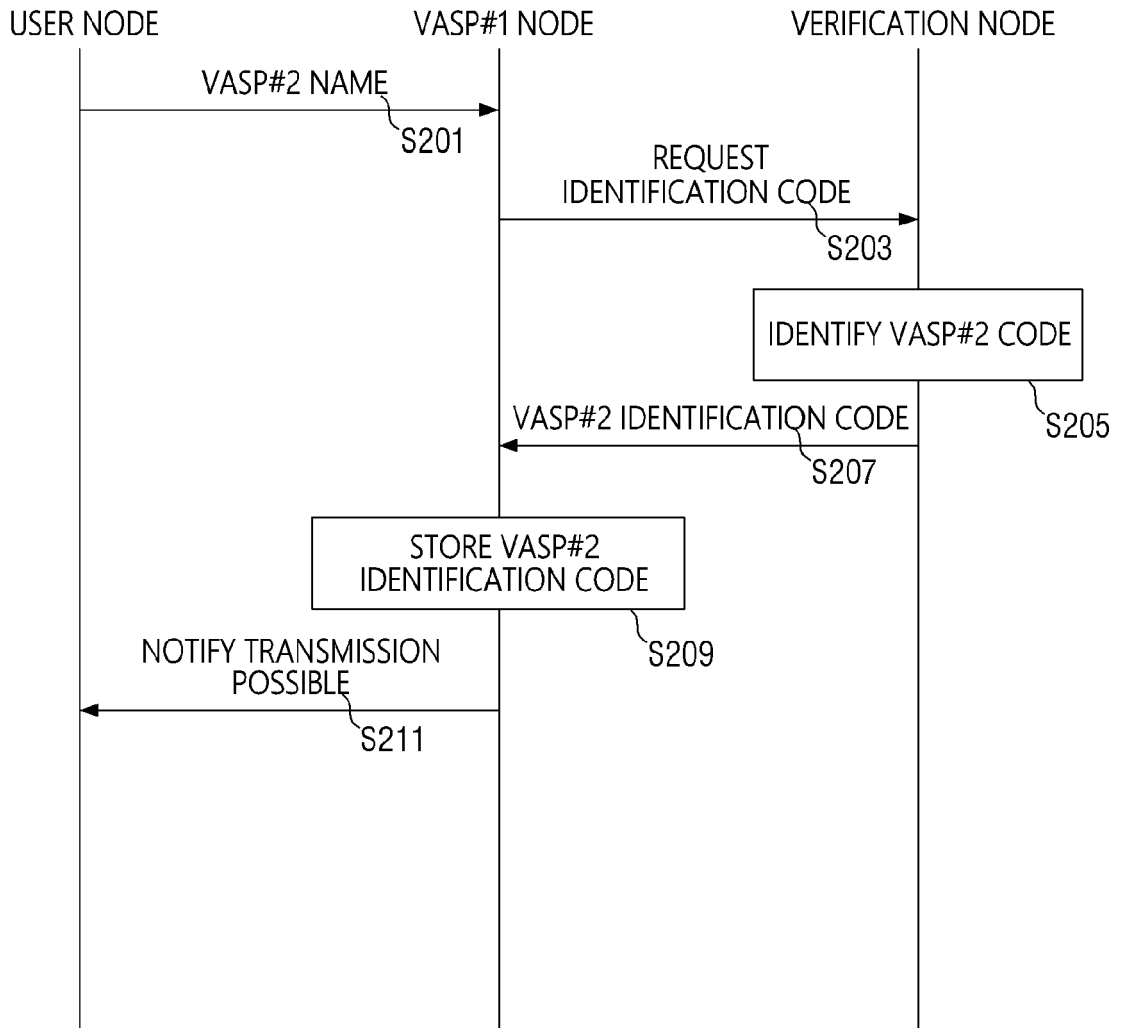 USER NODE
VASP#1 NODE
VERIFICATION NODE
VASP#2 NAME
S201
REQUEST
IDENTIFICATION CODE
S203
IDENTIFY VASP#2 CODE
S205
VASP#2 IDENTIFICATION CODE
S207
STORE VASP#2
IDENTIFICATION CODE
S209
NOTIFY TRANSMISSION
POSSIBLE
S211